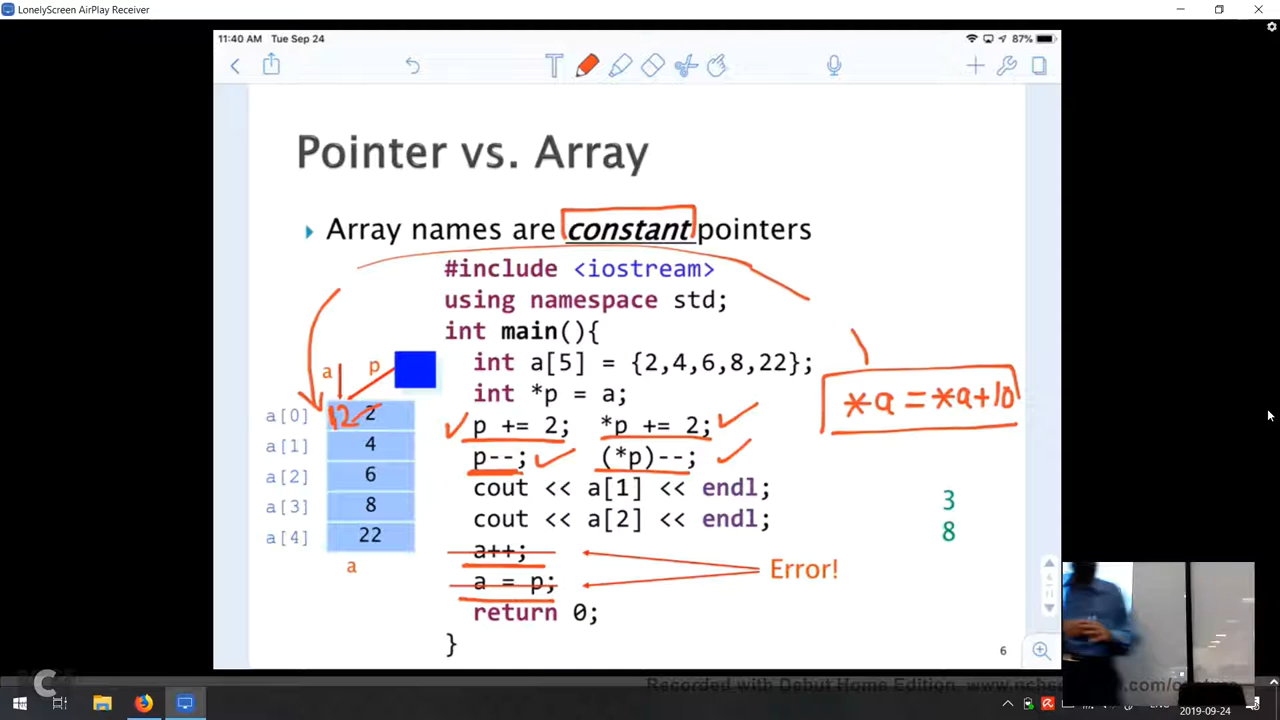 LonelyScreen AirPlay Receiver
11:40 AM Tue Sep 24
87%
Pointer vs. Array
Array names are constant pointers
#include <iostream>
using namespace std;
int main(){
int a[5] = {2,4,6,8,22};
int *p = a;
p += 2; *p += 2;
p--; (*p)--;
cout << a[1] << endl;
cout << a[2] << endl;
a++;
a = p;
return 0;
}
Error!
*a = *a+10
3
8
a p
a[0] 12 2
a[1] 4
a[2] 6
a[3] 8
a[4] 22
a
6
Recorded with Debut Home Edition. www.nchs
2019-09-24